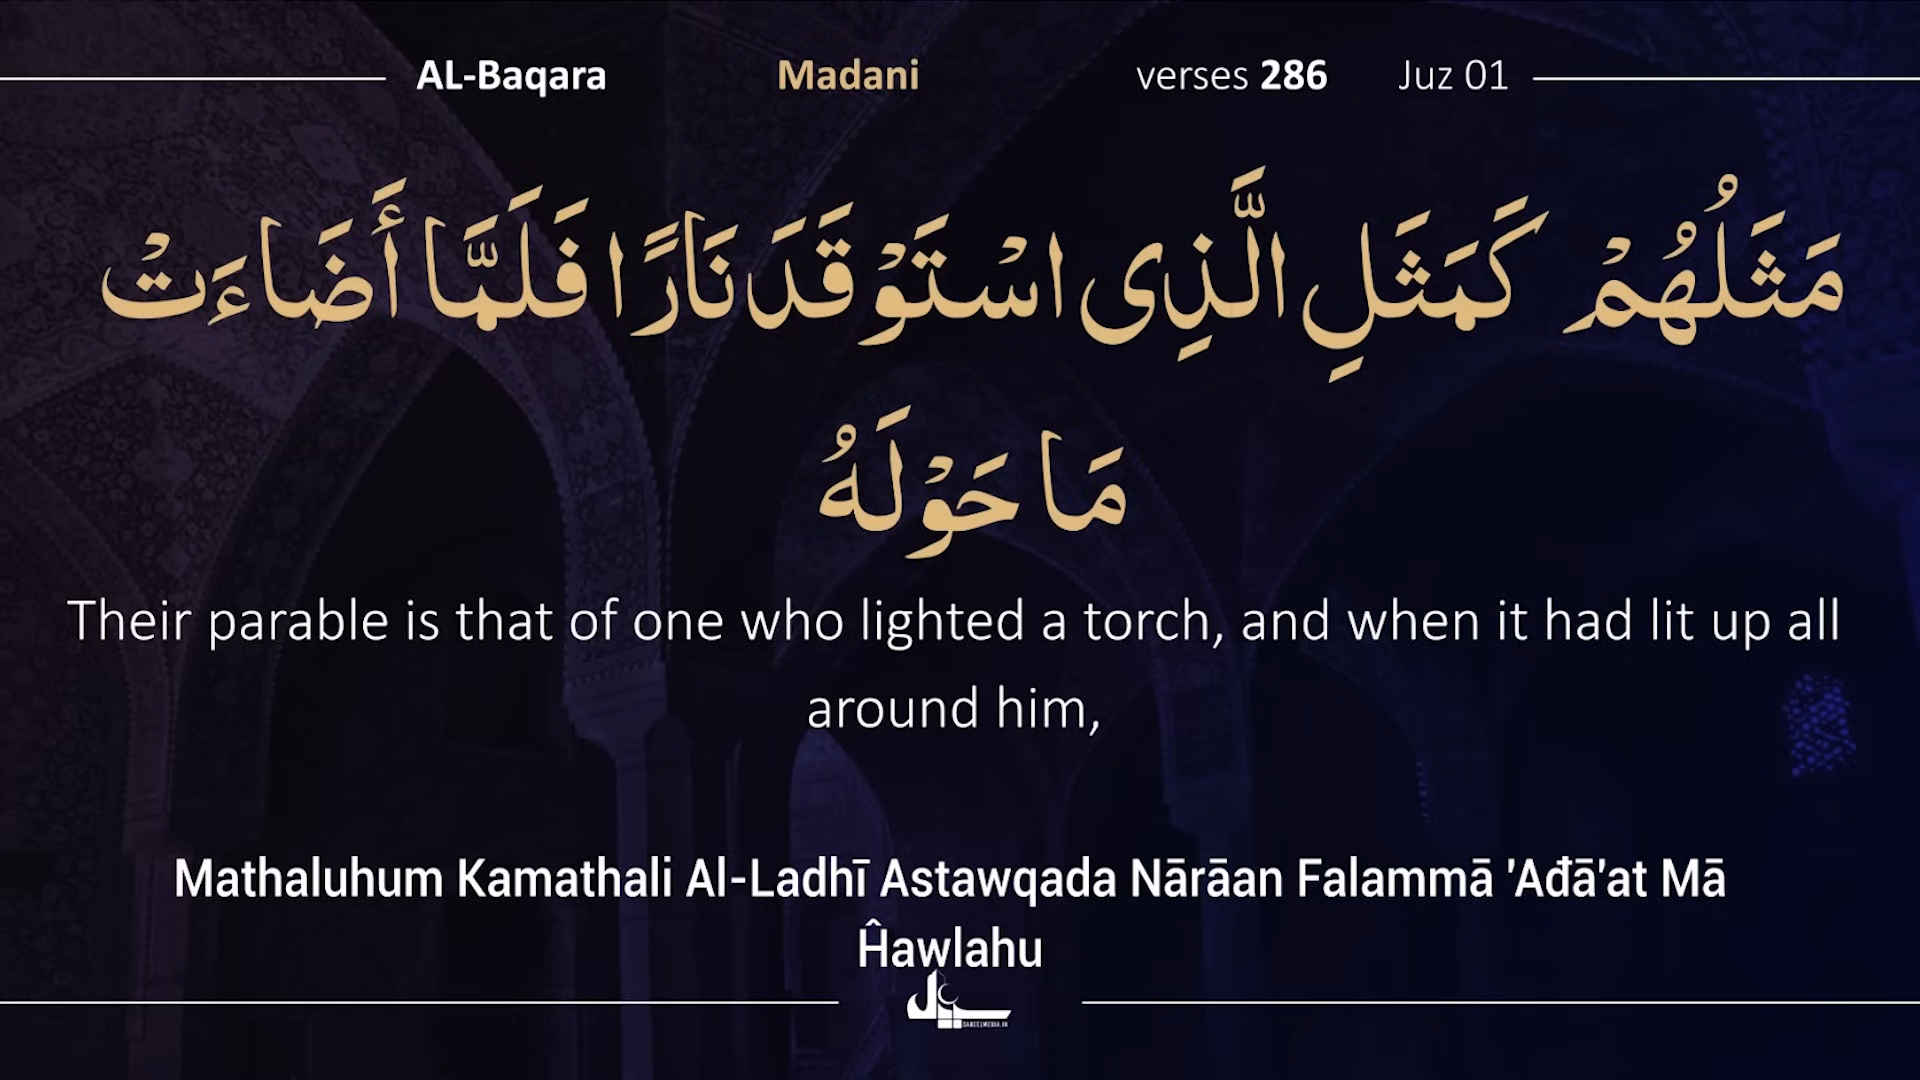 AL-Baqara Madani verses 286 Juz 01
مَثَلُهُمْ كَمَثَلِ الَّذِى اسْتَوْقَدَ نَارًا فَلَمَّا أَضَاءَتْ
مَا حَوْلَهُ
Their parable is that of one who lighted a torch, and when it had lit up all
around him,
Mathaluhum Kamathali Al-Ladhī Astawqada Nārāan Falammā 'Ađā'at Mā
Ĥawlahu
SABEELMEDIA.IN